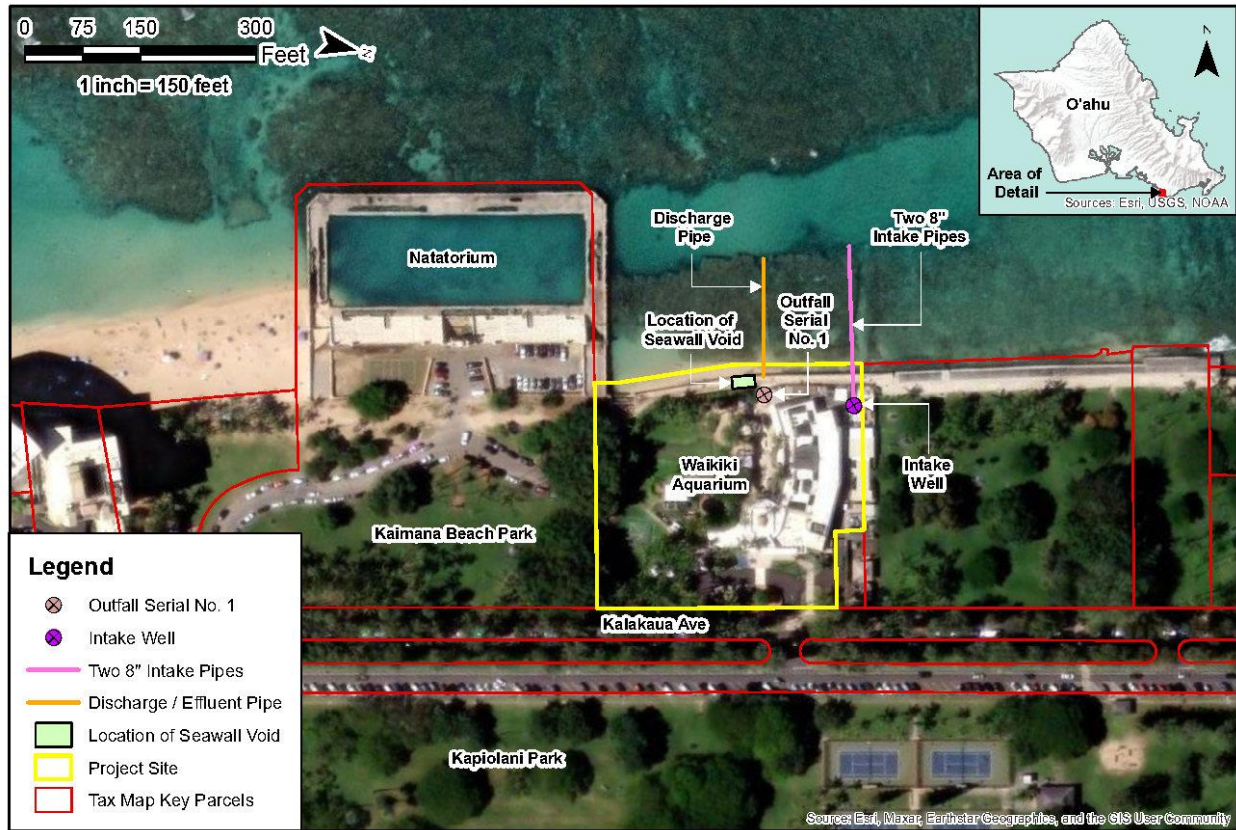 0 75 150 300
Feet
N
1 inch = 150 feet
N
O'ahu
Area of
Detail
Sources: Esri, USGS, NOAA
Natatorium
Discharge
Pipe
Two 8"
Intake Pipes
Location of
Seawall Void
Outfall
Serial
No. 1
Waikiki
Aquarium
Intake
Well
Kaimana Beach Park
Kalakaua Ave
Kapiolani Park
Legend
Outfall Serial No. 1
Intake Well
Two 8" Intake Pipes
Discharge / Effluent Pipe
Location of Seawall Void
Project Site
Tax Map Key Parcels
Source: Esri, Maxar, Earthstar Geographics, and the GIS User Community